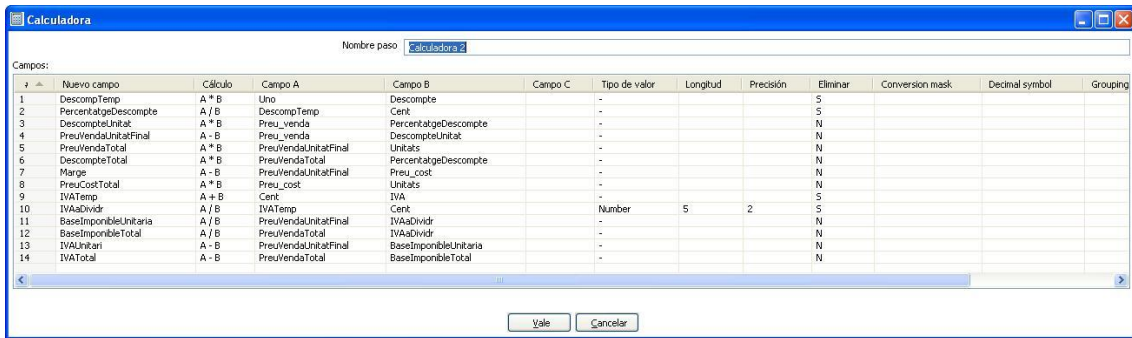 Calculadora
Nombre paso Calculadora 2
Campos:
Nuevo campo Cálculo Campo A Campo B Campo C Tipo de valor Longitud Precisión Eliminar Conversion mask Decimal symbol Grouping
1 DescompTemp A * B Uno Descompte - S
2 PercentatgeDescompte A / B DescompTemp Cent - S
3 DescompteUnitat A * B Preu_venda PercentatgeDescompte - N
4 PreuVendaUnitatFinal A - B Preu_venda DescompteUnitat - N
5 PreuVendaTotal A * B PreuVendaUnitatFinal Unitats - N
6 DescompteTotal A * B PreuVendaTotal PercentatgeDescompte - N
7 Marge A - B PreuVendaUnitatFinal Preu_cost - N
8 PreuCostTotal A * B Preu_cost Unitats - N
9 IVATemp A + B Cent IVA - S
10 IVAaDividr A / B IVATemp Cent Number 5 2 S
11 BaseImponibleUnitaria A / B PreuVendaUnitatFinal IVAaDividr - N
12 BaseImponibleTotal A / B PreuVendaTotal IVAaDividr - N
13 IVAUnitari A - B PreuVendaUnitatFinal BaseImponibleUnitaria - N
14 IVATotal A - B PreuVendaTotal BaseImponibleTotal - N
Vale Cancelar